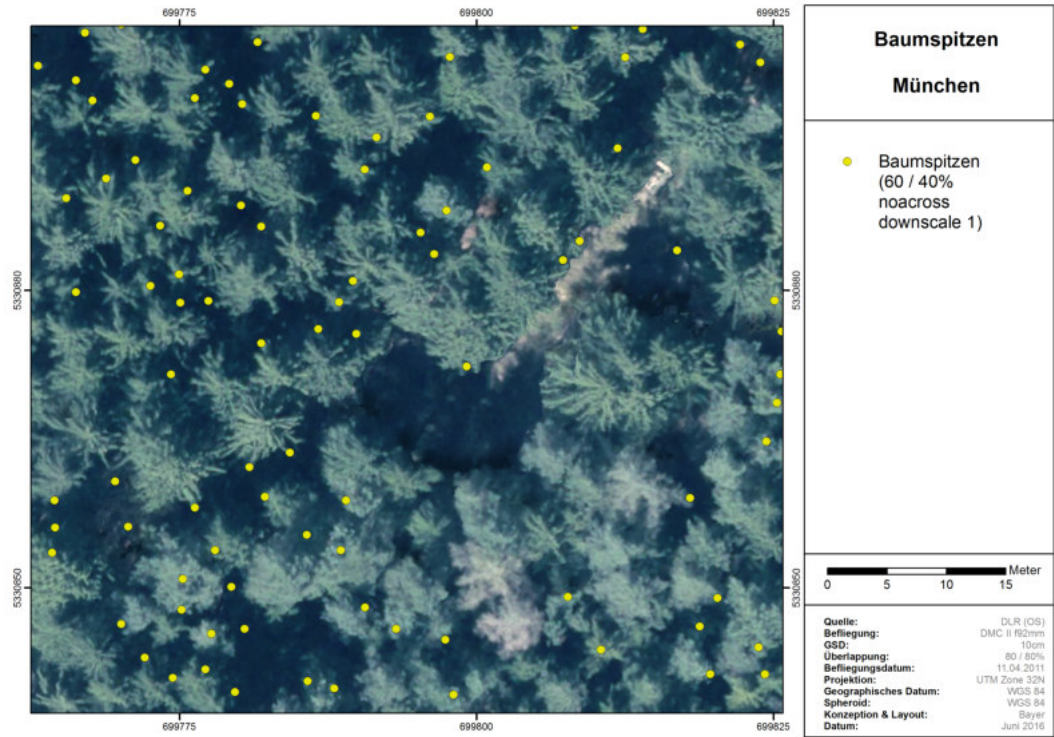 699775
699800
699825
5330880
5330850
5330880
5330850
699775
699800
699825
Baumspitzen
München
Baumspitzen
(60 / 40%
noacross
downscale 1)
Meter
0 5 10 15
Quelle: DLR (OS)
Befliegung: DMC II f92mm
GSD: 10cm
Überlappung: 80 / 80%
Befliegungsdatum: 11.04.2011
Projektion: UTM Zone 32N
Geographisches Datum: WGS 84
Spheroid: WGS 84
Konzeption & Layout: Bayer
Datum: Juni 2016